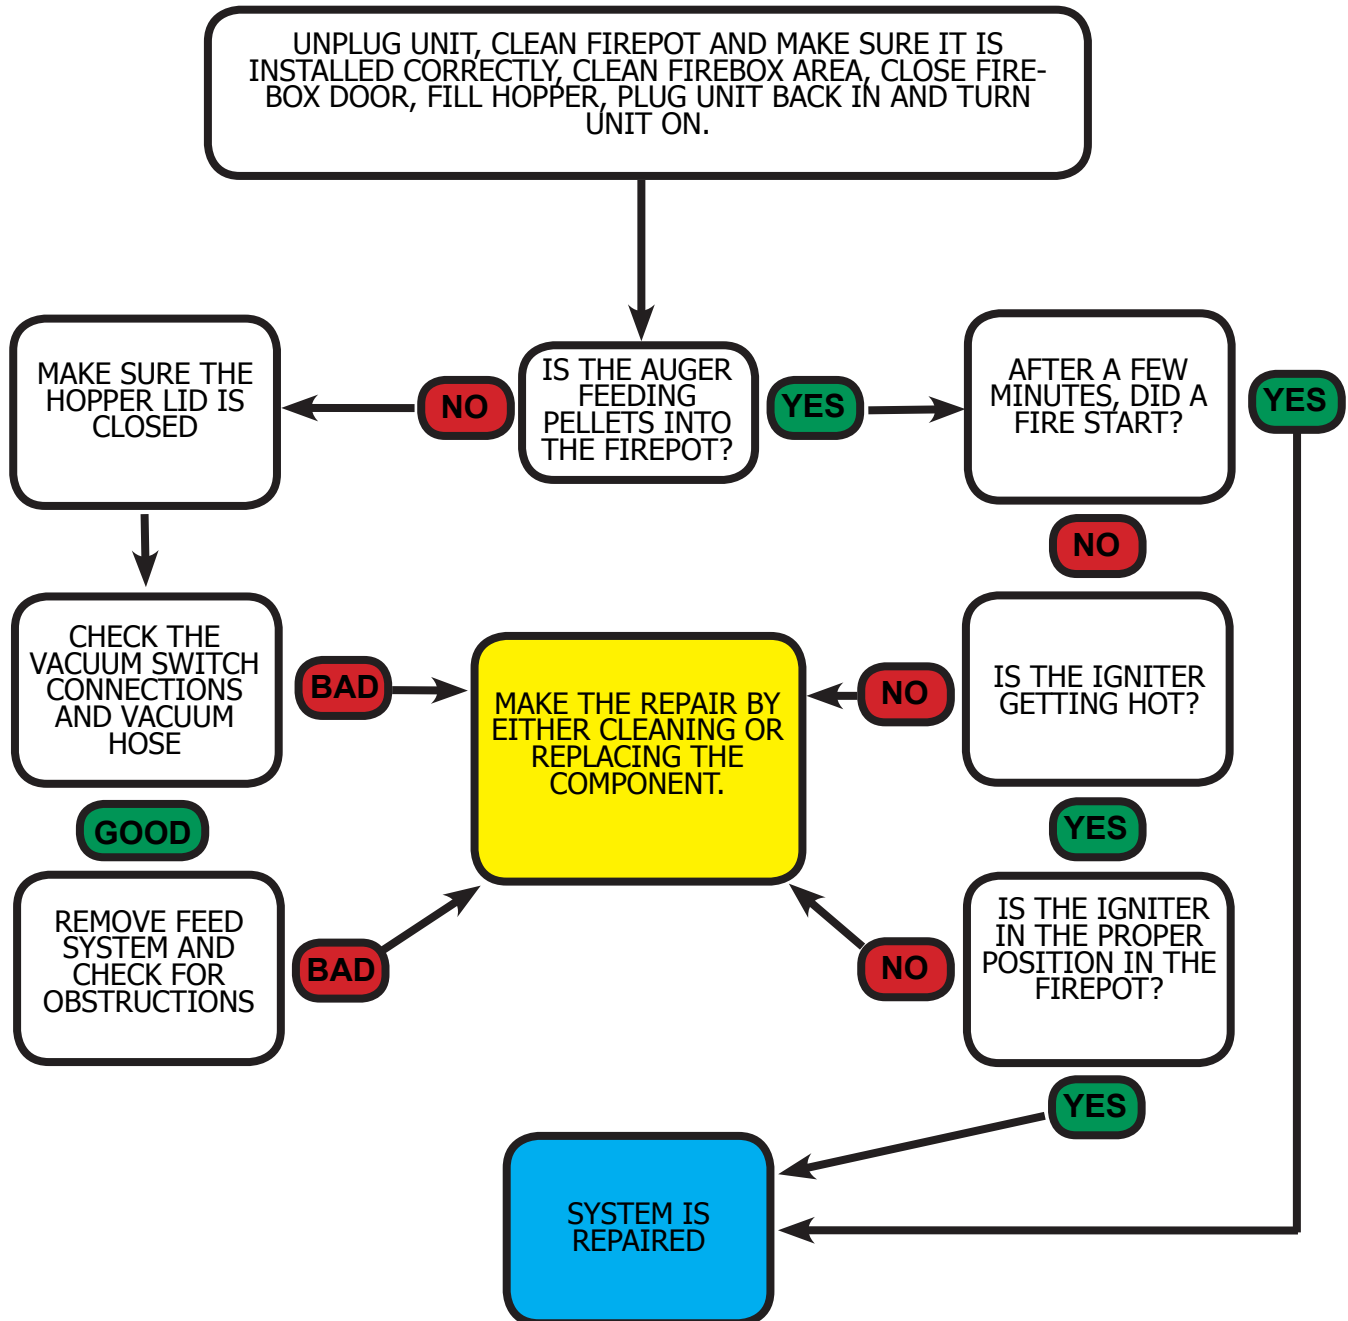 UNPLUG UNIT, CLEAN FIREPOT AND MAKE SURE IT IS
INSTALLED CORRECTLY, CLEAN FIREBOX AREA, CLOSE FIRE-
BOX DOOR, FILL HOPPER, PLUG UNIT BACK IN AND TURN
UNIT ON.
MAKE SURE THE
HOPPER LID IS
CLOSED
NO
IS THE AUGER
FEEDING
PELLETS INTO
THE FIREPOT?
YES
AFTER A FEW
MINUTES, DID A
FIRE START?
YES
NO
CHECK THE
VACUUM SWITCH
CONNECTIONS
AND VACUUM
HOSE
BAD
MAKE THE REPAIR BY
EITHER CLEANING OR
REPLACING THE
COMPONENT.
NO
IS THE IGNITER
GETTING HOT?
GOOD
YES
REMOVE FEED
SYSTEM AND
CHECK FOR
OBSTRUCTIONS
BAD
NO
IS THE IGNITER
IN THE PROPER
POSITION IN THE
FIREPOT?
YES
SYSTEM IS
REPAIRED